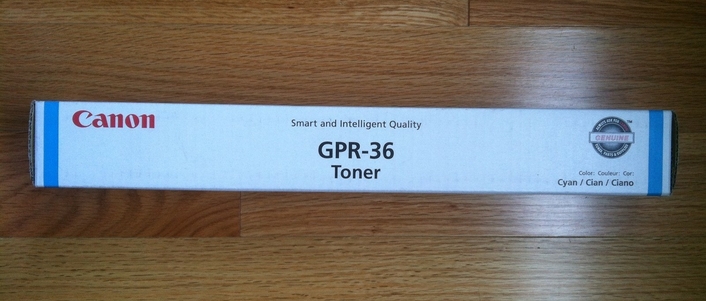 Canon
Smart and Intelligent Quality
GPR-36
Toner
GENUINE
Color: Couleur: Cor:
Cyan / Cian / Ciano